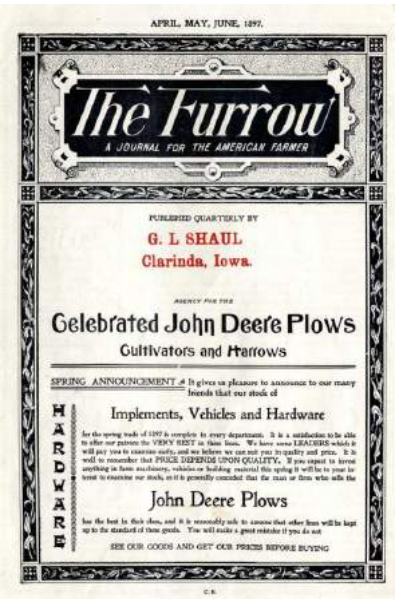 APRIL, MAY, JUNE, 1897.
The Furrow
A JOURNAL FOR THE AMERICAN FARMER
PUBLISHED QUARTERLY BY
G. L SHAUL
Clarinda, Iowa.
AGENCY FOR THE
Celebrated John Deere Plows
Cultivators and Harrows
SPRING ANNOUNCEMENT It gives us pleasure to announce to our many
friends that our stock of
HARDWARE
Implements, Vehicles and Hardware
for the spring trade of 1897 is complete in every department. It is a satisfaction to be able
to offer our patrons the VERY BEST in these lines. We have some LEADERS which it
will pay you to examine early, and we believe we can suit you in quality and price. It is
well to remember that PRICE DEPENDS UPON QUALITY. If you expect to invest
anything in farm machinery, vehicles or building material this spring it will be to your in-
terest to examine our stock, as it is generally conceded that the man or firm who sells the
John Deere Plows
has the best in their class, and it is reasonably safe to assume that other lines will be kept
up to the standard of these goods. You will make a great mistake if you do not
SEE OUR GOODS AND GET OUR PRICES BEFORE BUYING